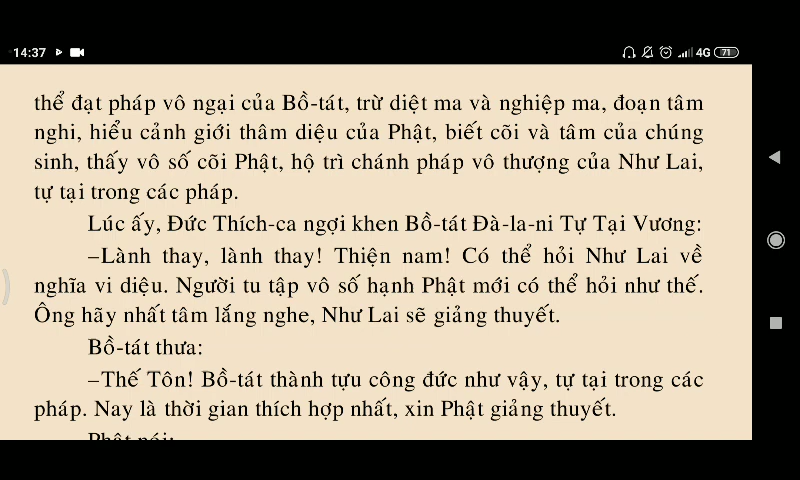 14:37
4G 71
thể đạt pháp vô ngại của Bồ-tát, trừ diệt ma và nghiệp ma, đoạn tâm
nghi, hiểu cảnh giới thâm diệu của Phật, biết cõi và tâm của chúng
sinh, thấy vô số cõi Phật, hộ trì chánh pháp vô thượng của Như Lai,
tự tại trong các pháp.
Lúc ấy, Đức Thích-ca ngợi khen Bồ-tát Đà-la-ni Tự Tại Vương:
–Lành thay, lành thay! Thiện nam! Có thể hỏi Như Lai về
nghĩa vi diệu. Người tu tập vô số hạnh Phật mới có thể hỏi như thế.
Ông hãy nhất tâm lắng nghe, Như Lai sẽ giảng thuyết.
Bồ-tát thưa:
–Thế Tôn! Bồ-tát thành tựu công đức như vậy, tự tại trong các
pháp. Nay là thời gian thích hợp nhất, xin Phật giảng thuyết.
Phật nói: